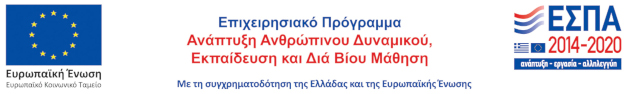 Ευρωπαϊκή Ένωση
Ευρωπαϊκό Κοινωνικό Ταμείο
Επιχειρησιακό Πρόγραμμα
Ανάπτυξη Ανθρώπινου Δυναμικού,
Εκπαίδευση και Διά Βίου Μάθηση
Με τη συγχρηματοδότηση της Ελλάδας και της Ευρωπαϊκής Ένωσης
ΕΣΠΑ
2014-2020
ανάπτυξη - εργασία - αλληλεγγύη